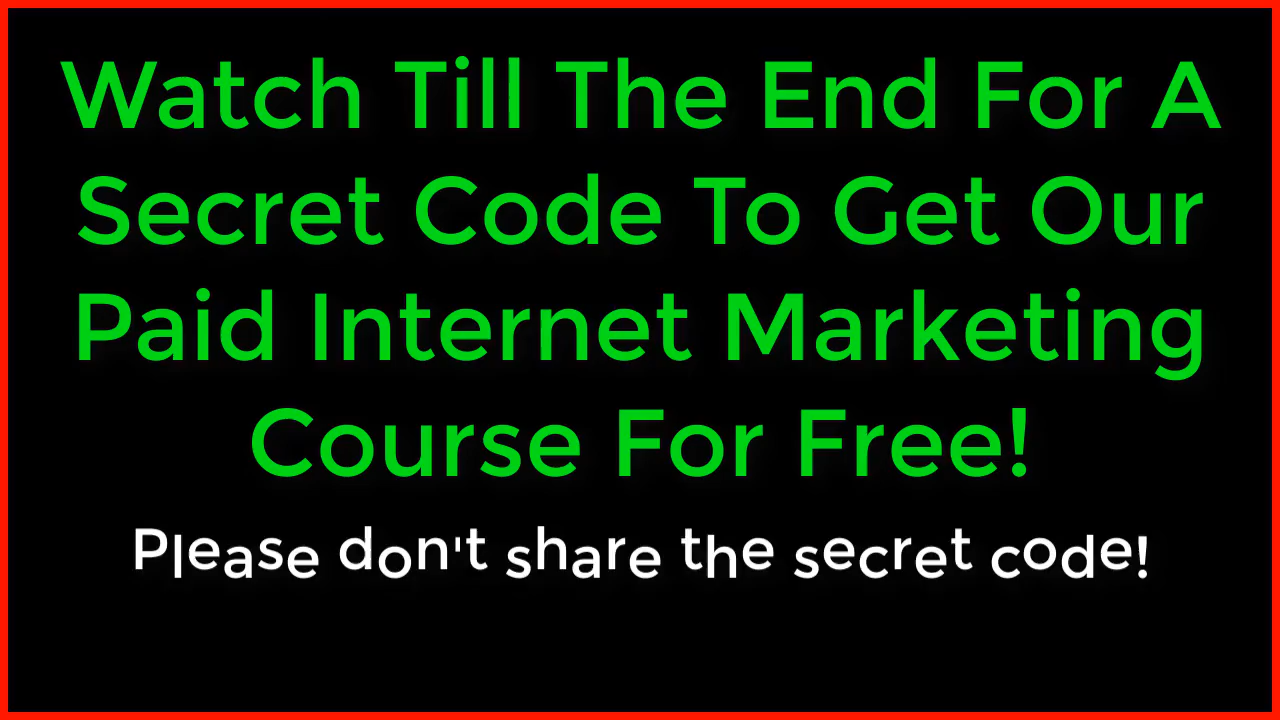 Watch Till The End For A
Secret Code To Get Our
Paid Internet Marketing
Course For Free!
Please don't share the secret code!